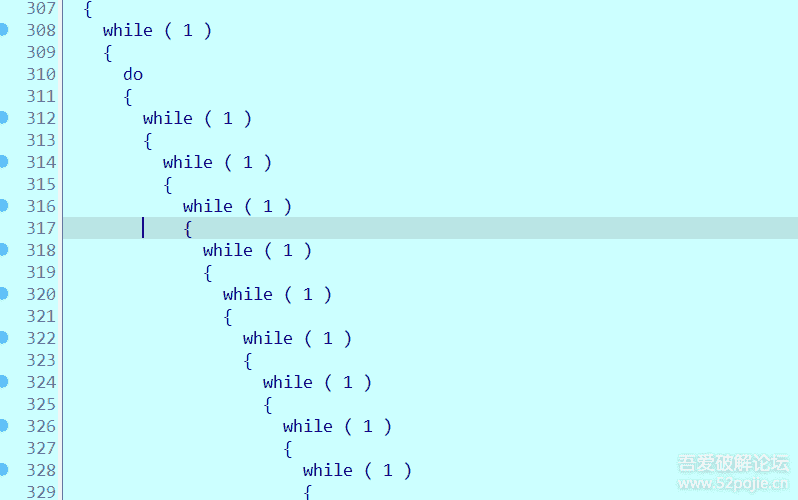 307 {
308 while ( 1 )
309 {
310 do
311 {
312 while ( 1 )
313 {
314 while ( 1 )
315 {
316 while ( 1 )
317 {
318 while ( 1 )
319 {
320 while ( 1 )
321 {
322 while ( 1 )
323 {
324 while ( 1 )
325 {
326 while ( 1 )
327 {
328 while ( 1 )
329 {
吾爱破解论坛
www.52pojie.cn